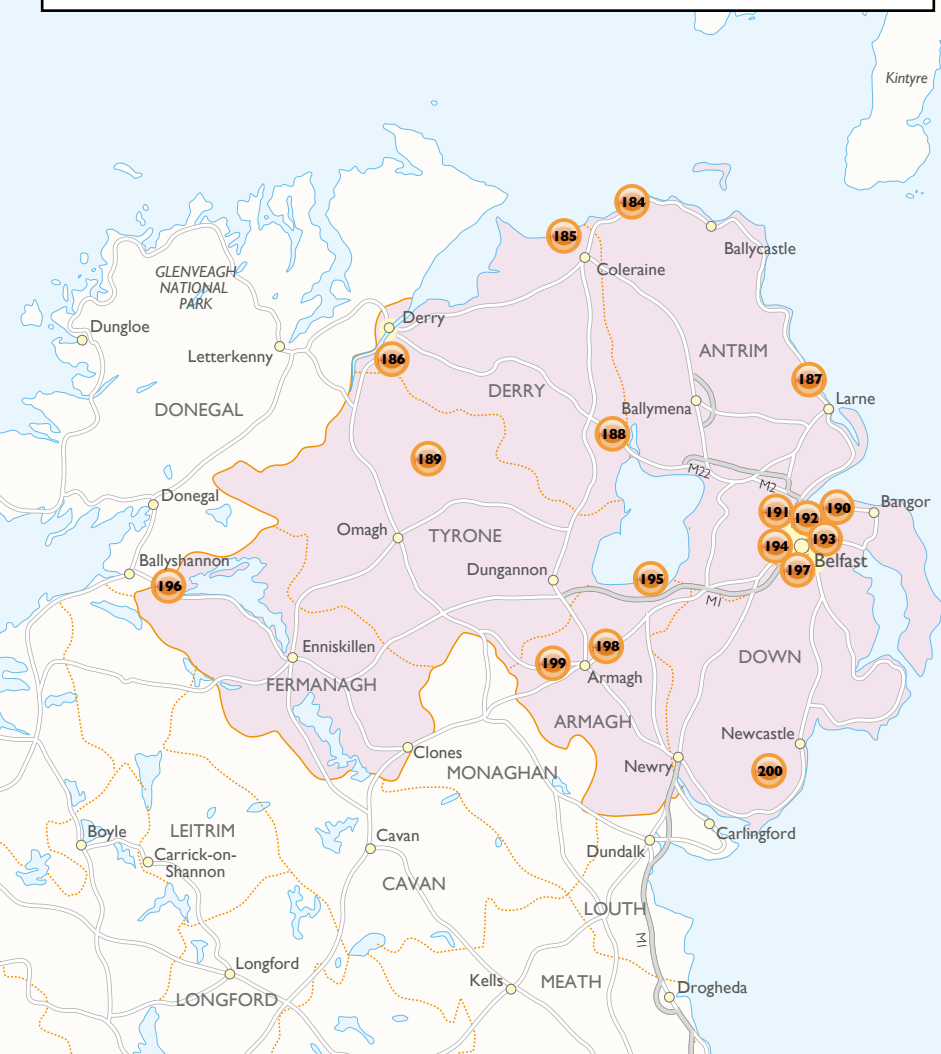 Kintyre
184
185
Ballycastle
Coleraine
GLENVEAGH
NATIONAL
PARK
Derry
Dungloe
Letterkenny
186
ANTRIM
187
DERRY
Larne
DONEGAL
Ballymena
188
189
M22
M2
Donegal
191
192
190
Bangor
Omagh
TYRONE
194
193
Belfast
Ballyshannon
Dungannon
197
196
195
M1
Enniskillen
198
199
DOWN
Armagh
FERMANAGH
ARMAGH
Newcastle
Clones
Newry
MONAGHAN
200
Boyle
LEITRIM
Cavan
Carlingford
Carrick-on-
Shannon
Dundalk
CAVAN
LOUTH
M1
Longford
Kells
MEATH
Drogheda
LONGFORD